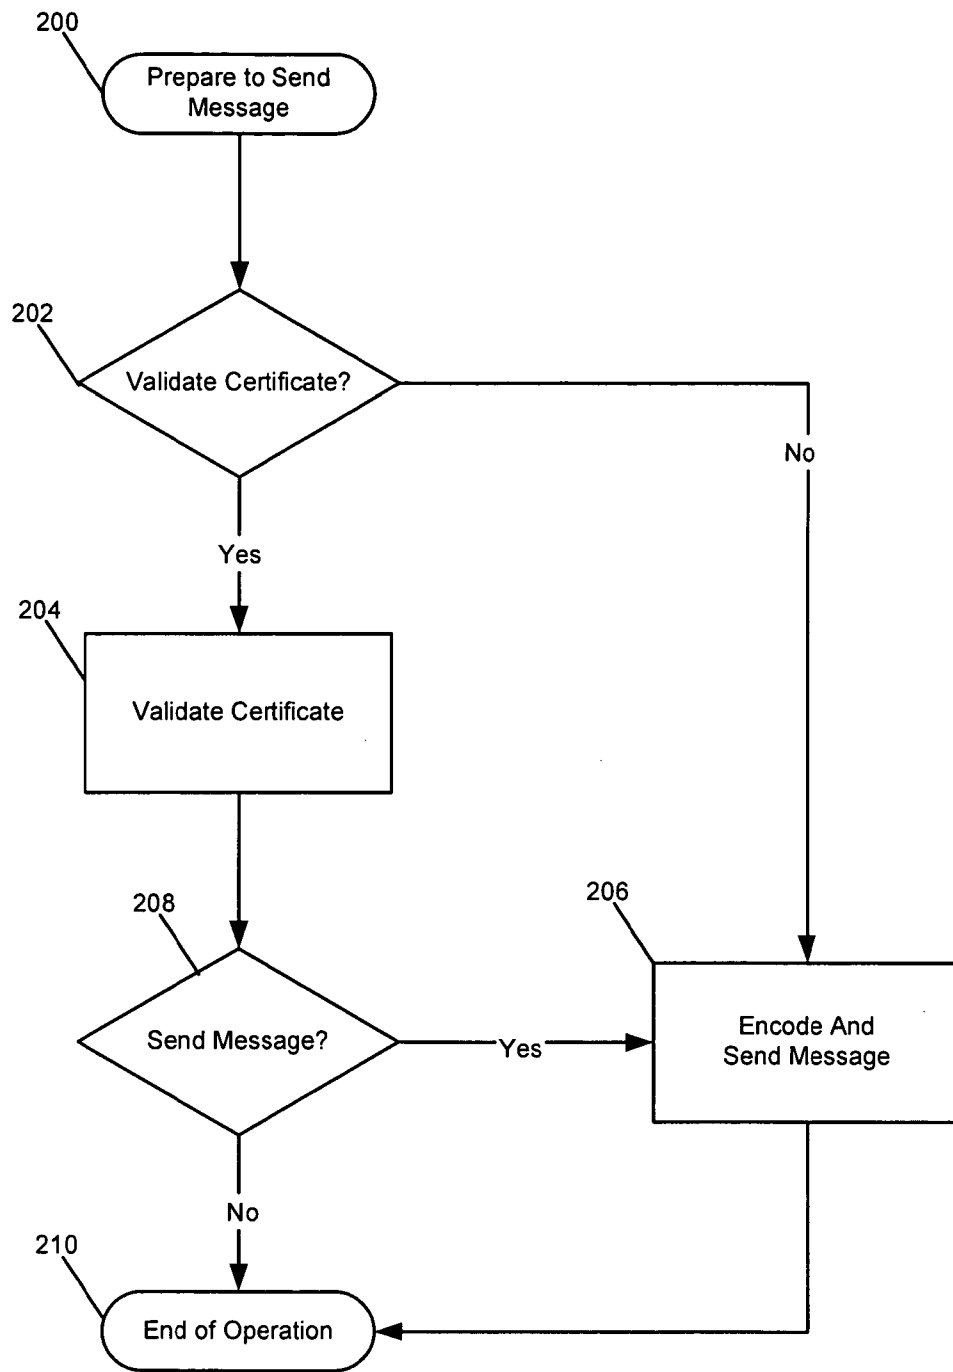 200
Prepare to Send
Message
202
Validate Certificate?
No
Yes
204
Validate Certificate
208
206
Send Message?
Yes
Encode And
Send Message
No
210
End of Operation